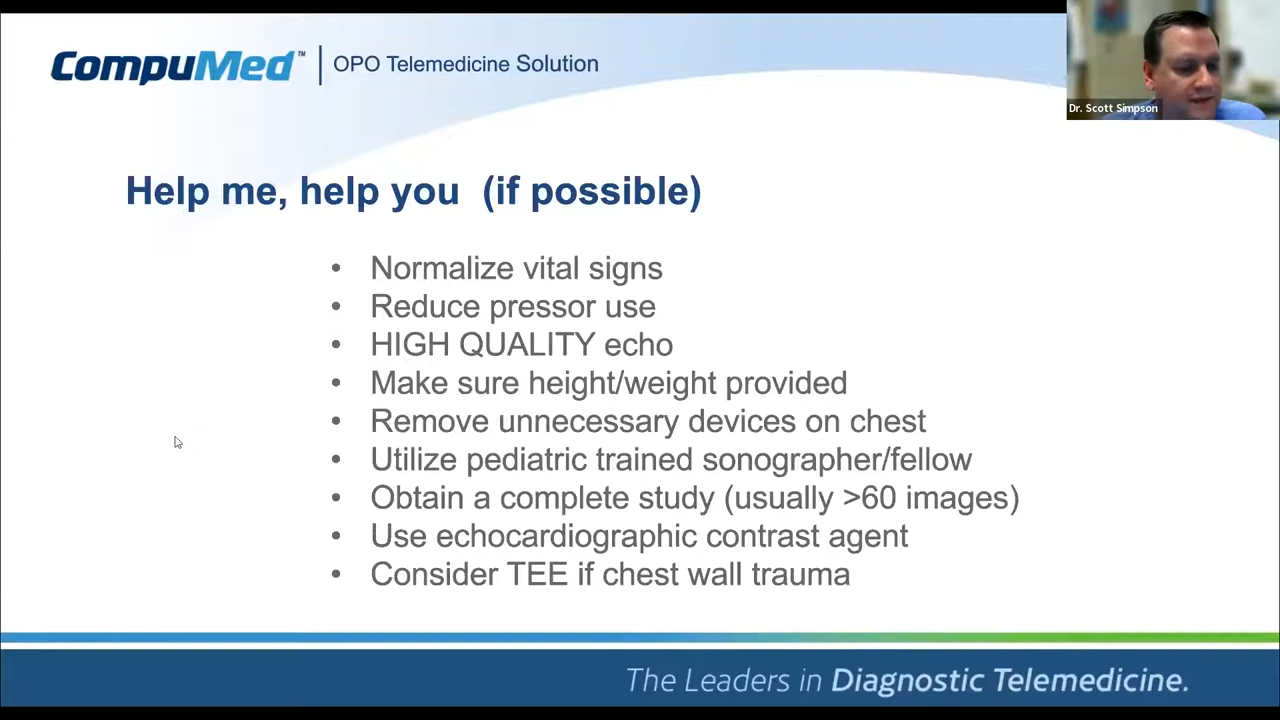 CompuMed™ | OPO Telemedicine Solution
Dr. Scott Simpson
Help me, help you (if possible)
• Normalize vital signs
• Reduce pressor use
• HIGH QUALITY echo
• Make sure height/weight provided
• Remove unnecessary devices on chest
• Utilize pediatric trained sonographer/fellow
• Obtain a complete study (usually >60 images)
• Use echocardiographic contrast agent
• Consider TEE if chest wall trauma
The Leaders in Diagnostic Telemedicine.